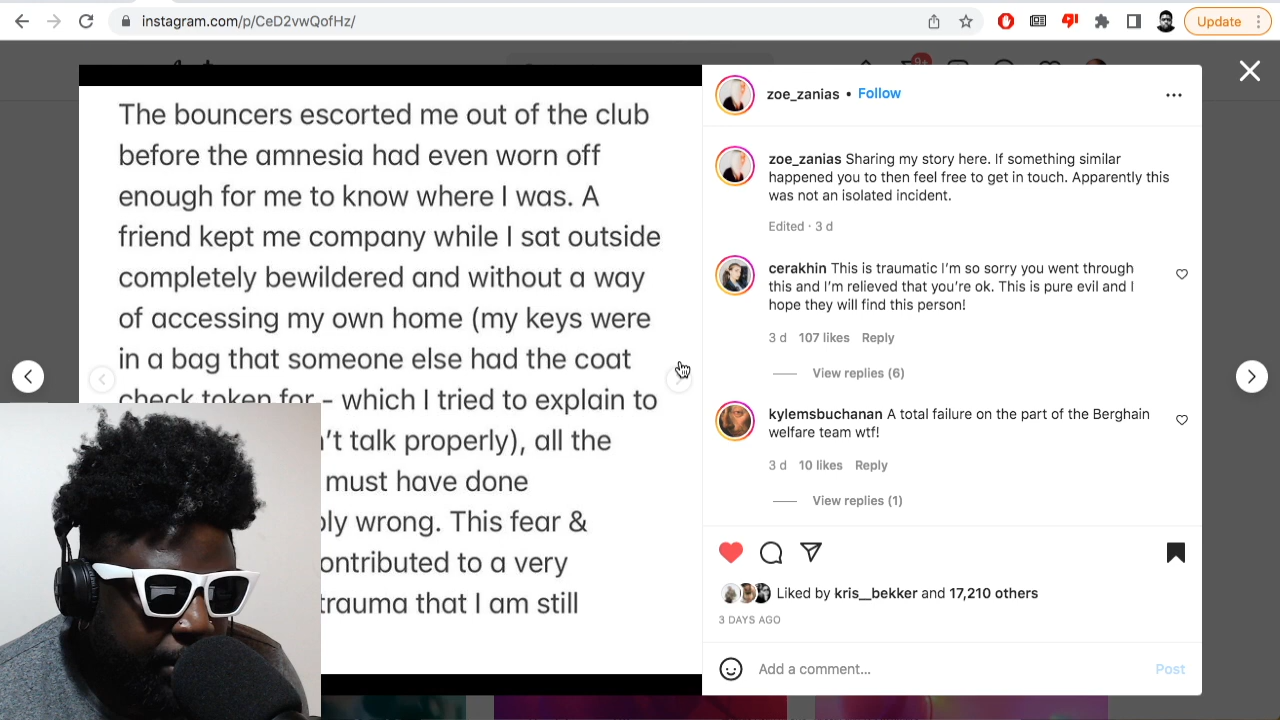 instagram.com/p/CeD2vwQofHz/
Update
9+
The bouncers escorted me out of the club
before the amnesia had even worn off
enough for me to know where I was. A
friend kept me company while I sat outside
completely bewildered and without a way
of accessing my own home (my keys were
in a bag that someone else had the coat
check token for - which I tried to explain to
't talk properly), all the
must have done
ly wrong. This fear &
ontributed to a very
trauma that I am still
zoe_zanias • Follow
zoe_zanias Sharing my story here. If something similar
happened you to then feel free to get in touch. Apparently this
was not an isolated incident.
Edited · 3 d
cerakhin This is traumatic I'm so sorry you went through
this and I'm relieved that you're ok. This is pure evil and I
hope they will find this person!
3 d 107 likes Reply
View replies (6)
kylemsbuchanan A total failure on the part of the Berghain
welfare team wtf!
3 d 10 likes Reply
View replies (1)
Liked by kris__bekker and 17,210 others
3 DAYS AGO
Add a comment...
Post